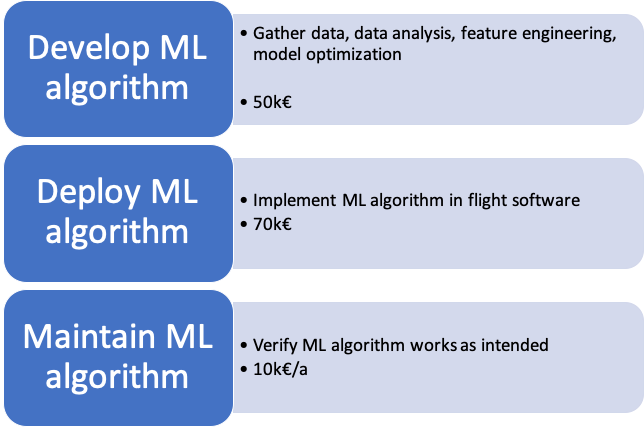 Develop ML
algorithm
• Gather data, data analysis, feature engineering,
model optimization
• 50k€
Deploy ML
algorithm
• Implement ML algorithm in flight software
• 70k€
Maintain ML
algorithm
• Verify ML algorithm works as intended
• 10k€/a